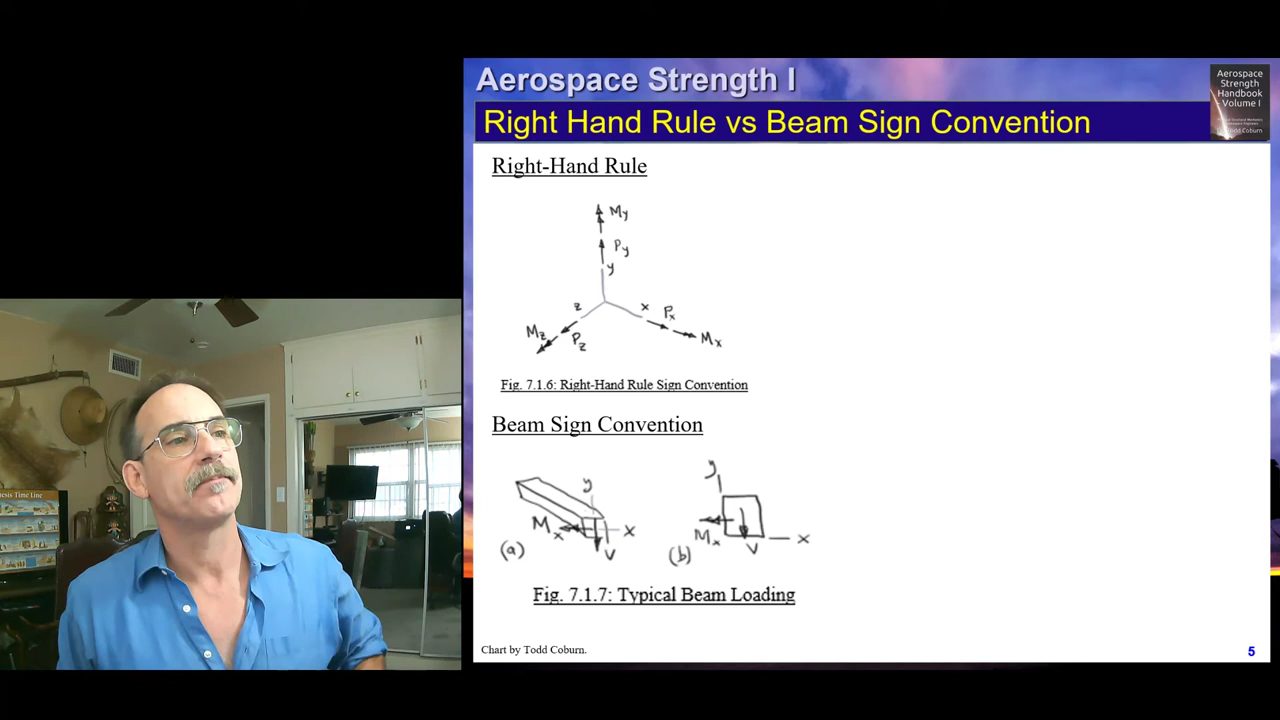 Aerospace Strength I
Right Hand Rule vs Beam Sign Convention
Aerospace
Strength
Handbook
- Volume I
Right-Hand Rule
My
Py
y
z
x
Px
Mz
Pz
Mx
Fig. 7.1.6: Right-Hand Rule Sign Convention
Beam Sign Convention
y
Mx
x
(a)
V
y
Mx
x
(b)
V
Fig. 7.1.7: Typical Beam Loading
Chart by Todd Coburn.
5
nesis Time Line